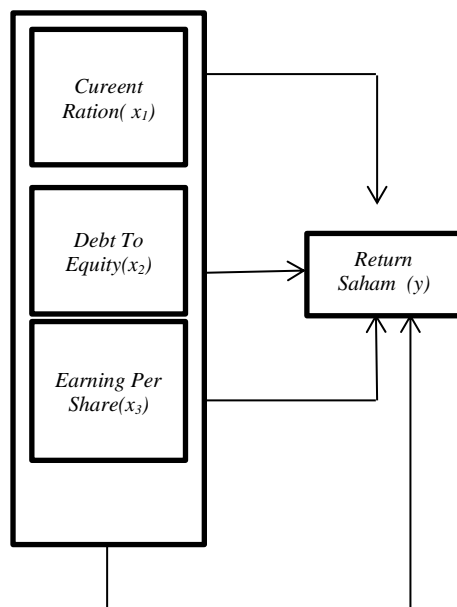 Cureent
Ration( x₁)
Debt To
Equity(x₂)
Earning Per
Share(x₃)
Return
Saham (y)